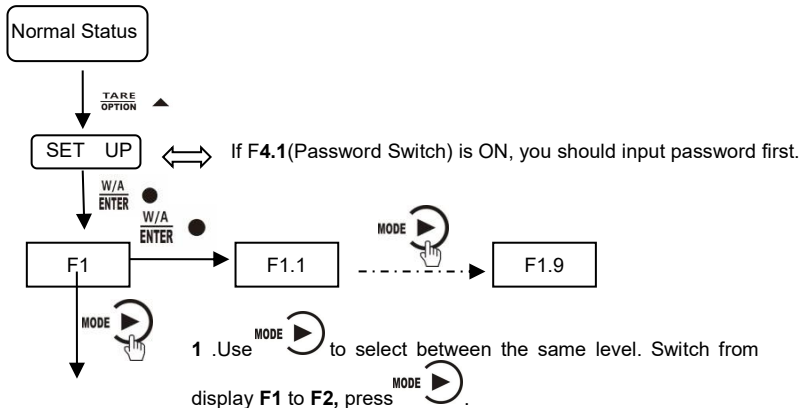 Normal Status
TARE
OPTION ▲
SET UP
If F4.1(Password Switch) is ON, you should input password first.
W/A
ENTER ●
W/A
ENTER ●
MODE ▶
F1
F1.1
F1.9
MODE ▶
1 .Use MODE ▶ to select between the same level. Switch from
display F1 to F2, press MODE ▶.